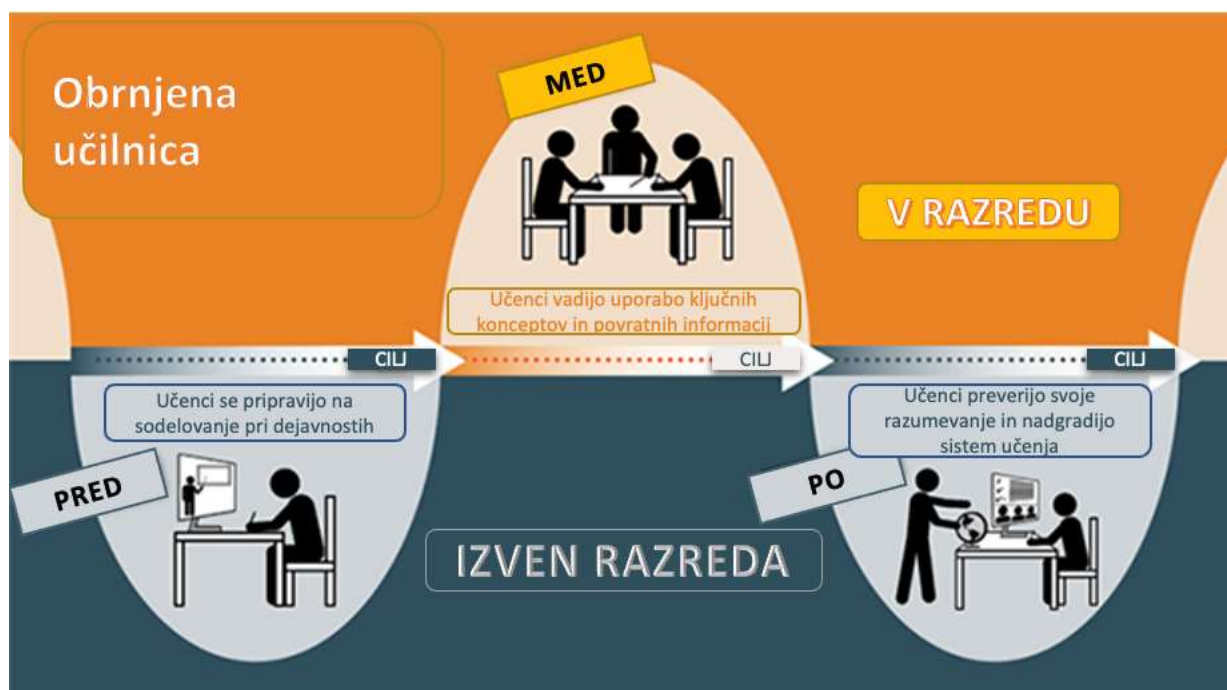 Obrnjena
učilnica
MED
V RAZREDU
Učenci vadijo uporabo ključnih
konceptov in povratnih informacij
CILJ
CILJ
CILJ
Učenci se pripravijo na
sodelovanje pri dejavnostih
Učenci preverijo svoje
razumevanje in nadgradijo
sistem učenja
PRED
PO
IZVEN RAZREDA